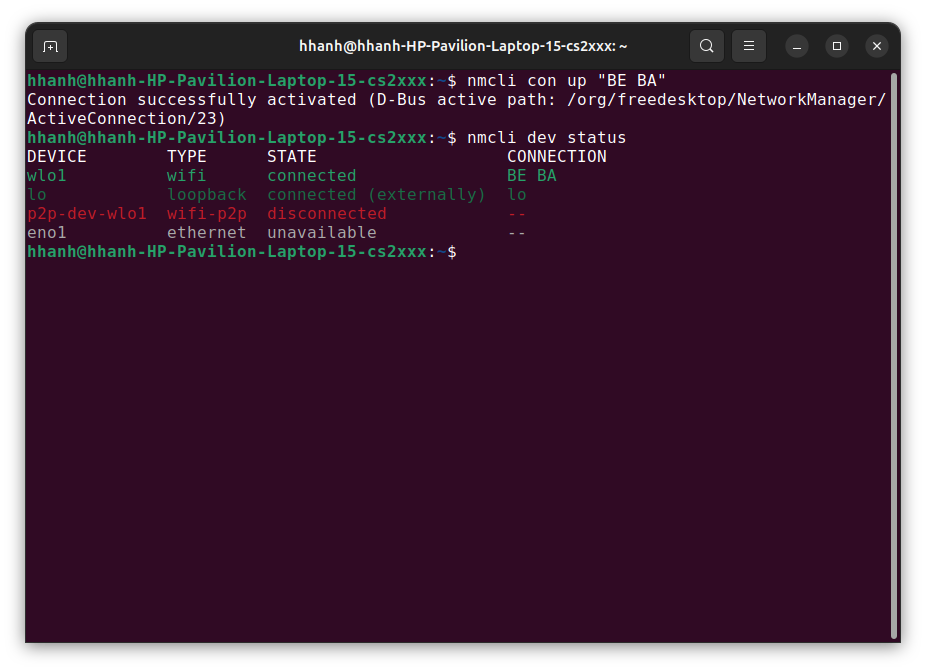 hhanh@hhanh-HP-Pavilion-Laptop-15-cs2xxx: ~
hhanh@hhanh-HP-Pavilion-Laptop-15-cs2xxx:~$ nmcli con up "BE BA"
Connection successfully activated (D-Bus active path: /org/freedesktop/NetworkManager/
ActiveConnection/23)
hhanh@hhanh-HP-Pavilion-Laptop-15-cs2xxx:~$ nmcli dev status
DEVICE        TYPE      STATE                   CONNECTION
wlo1          wifi      connected               BE BA
lo            loopback  connected (externally)  lo
p2p-dev-wlo1  wifi-p2p  disconnected            --
eno1          ethernet  unavailable             --
hhanh@hhanh-HP-Pavilion-Laptop-15-cs2xxx:~$